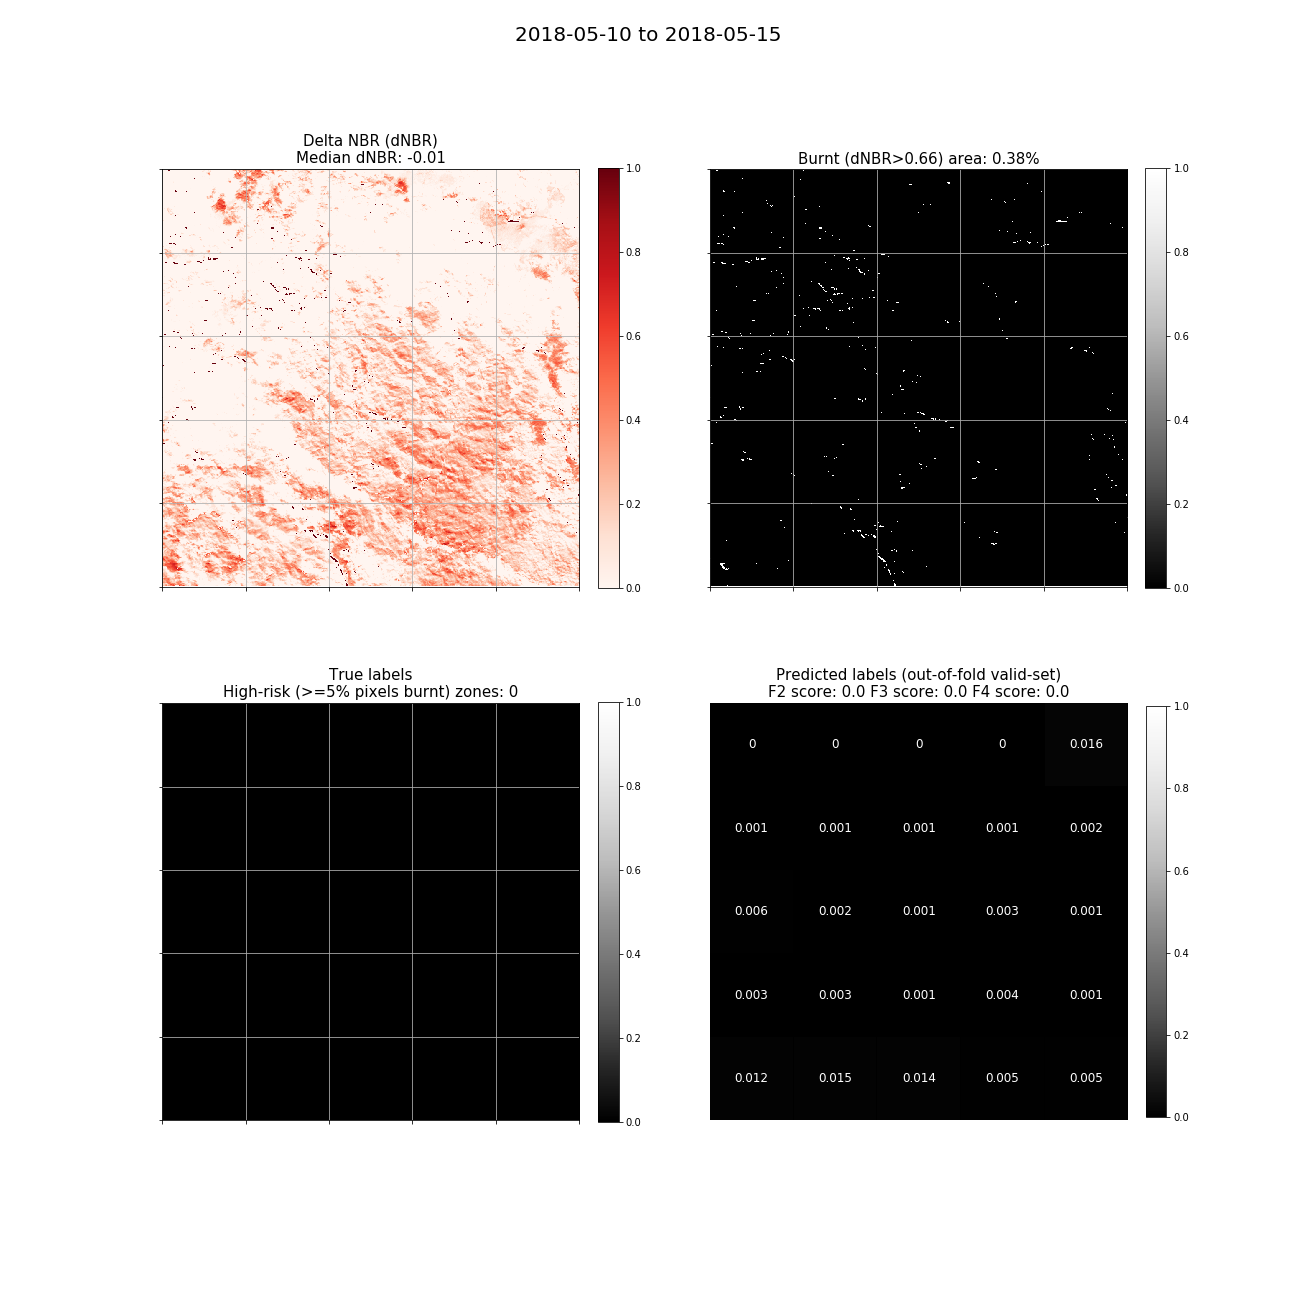 2018-05-10 to 2018-05-15
Delta NBR (dNBR)
Median dNBR: -0.01
1.0
0.8
0.6
0.4
0.2
0.0
Burnt (dNBR>0.66) area: 0.38%
1.0
0.8
0.6
0.4
0.2
0.0
True labels
High-risk (>=5% pixels burnt) zones: 0
1.0
0.8
0.6
0.4
0.2
0.0
Predicted labels (out-of-fold valid-set)
F2 score: 0.0 F3 score: 0.0 F4 score: 0.0
0 0 0 0 0.016
0.001 0.001 0.001 0.001 0.002
0.006 0.002 0.001 0.003 0.001
0.003 0.003 0.001 0.004 0.001
0.012 0.015 0.014 0.005 0.005
1.0
0.8
0.6
0.4
0.2
0.0